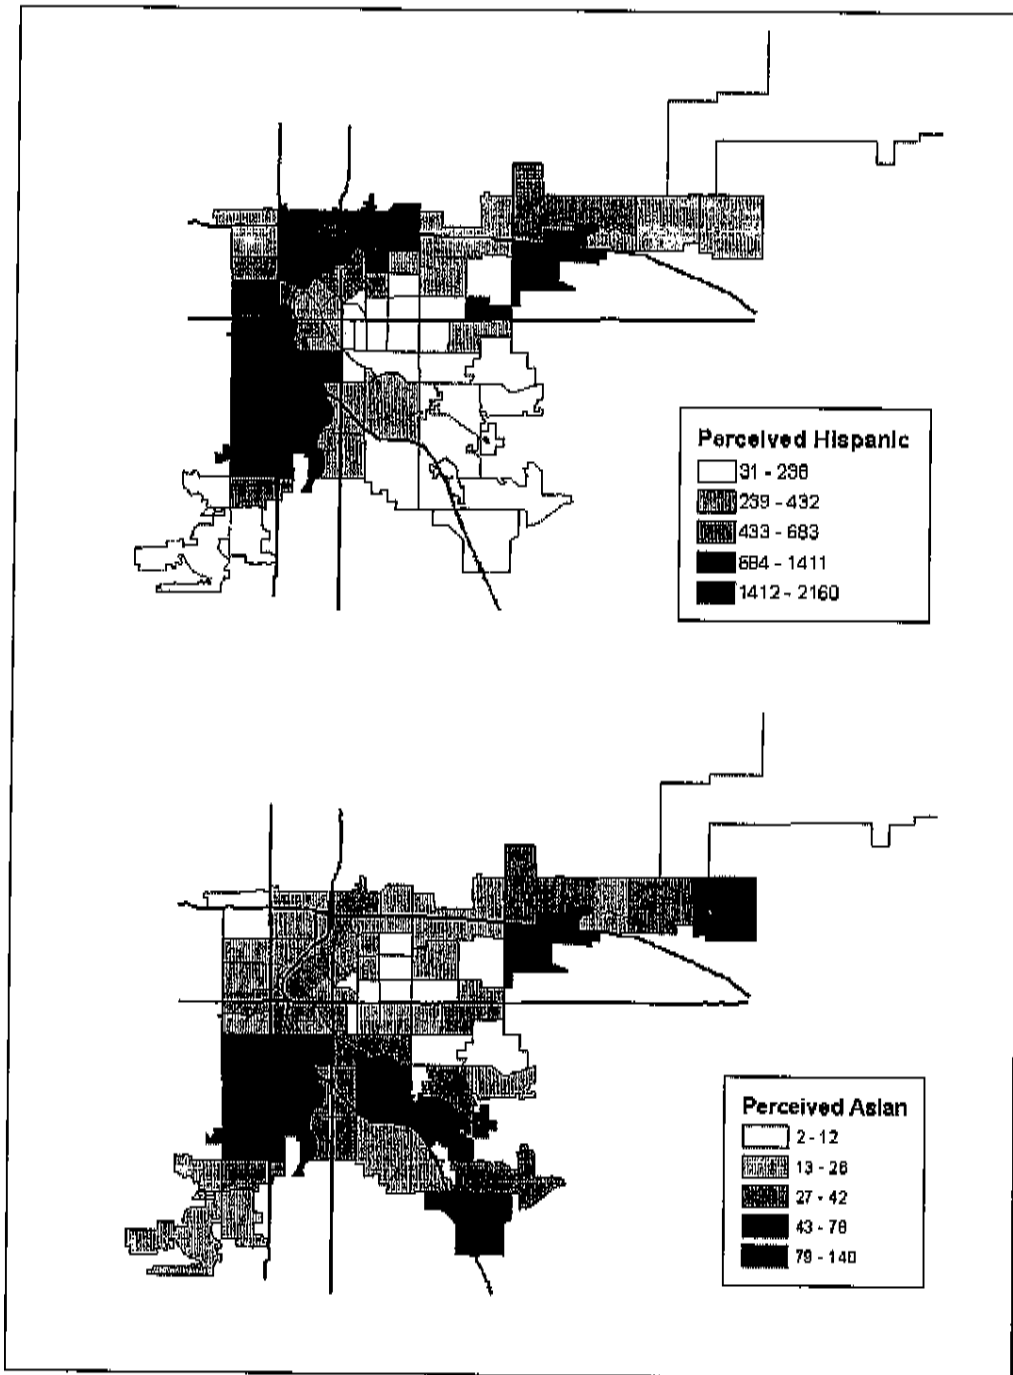 Perceived Hispanic
31 - 238
239 - 432
433 - 683
684 - 1411
1412 - 2160
Perceived Asian
2 - 12
13 - 26
27 - 42
43 - 78
79 - 140